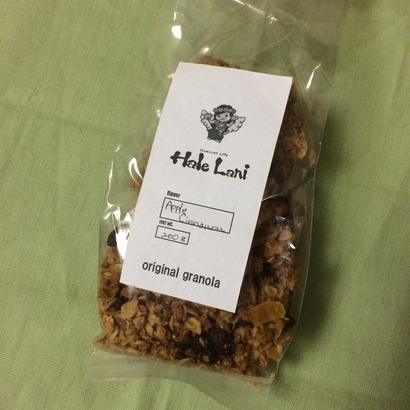 Hale Lani
flavor
Apple
Cinnamon
net wt.
200g
original granola